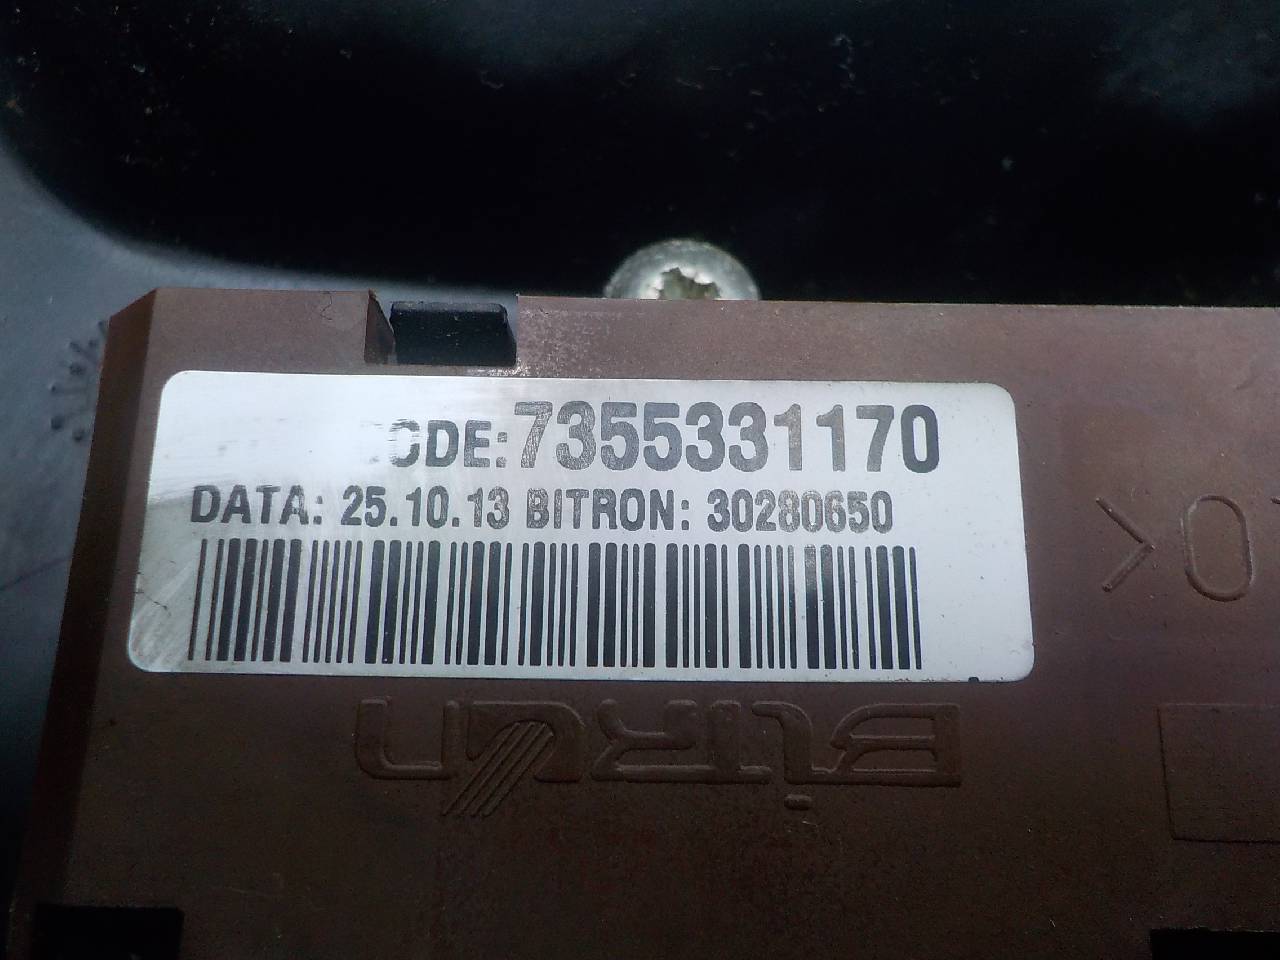 CODE: 7355331170
DATA: 25.10.13 BITRON: 30280650
BiTRON